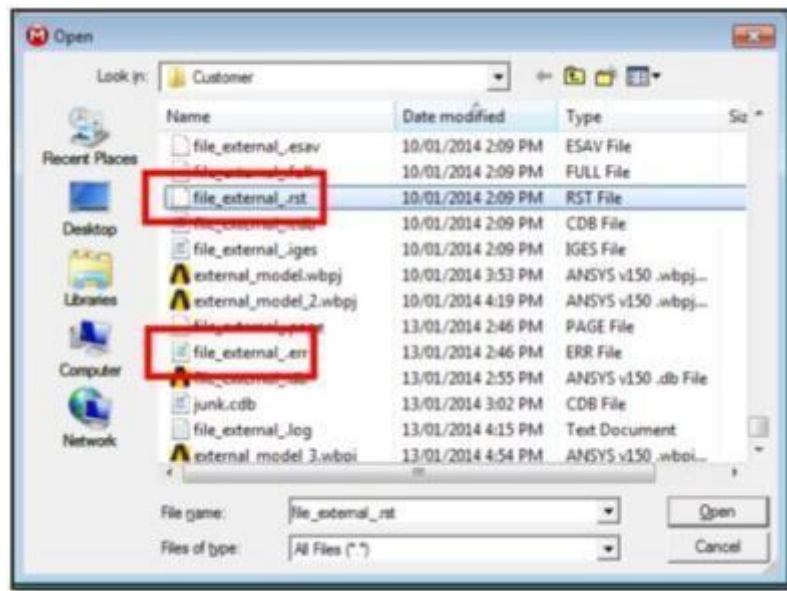 Open
Look in: Customer
Name Date modified Type Siz
file_external_.esav 10/01/2014 2:09 PM ESAV File
10/01/2014 2:09 PM FULL File
file_external_.rst 10/01/2014 2:09 PM RST File
10/01/2014 2:09 PM CDB File
file_external_.iges 10/01/2014 2:09 PM IGES File
external_model.wbpj 10/01/2014 3:53 PM ANSYS v150 .wbpj...
external_model_2.wbpj 10/01/2014 4:19 PM ANSYS v150 .wbpj...
file_external_.page 13/01/2014 2:46 PM PAGE File
file_external_.err 13/01/2014 2:46 PM ERR File
13/01/2014 2:55 PM ANSYS v150 .db File
junk.cdb 13/01/2014 3:02 PM CDB File
file_external_.log 13/01/2014 4:15 PM Text Document
external_model_3.wbpj 13/01/2014 4:54 PM ANSYS v150 .wbpj...
Recent Places
Desktop
Libraries
Computer
Network
File name: file_external_.rst Open
Files of type: All Files (*.*) Cancel